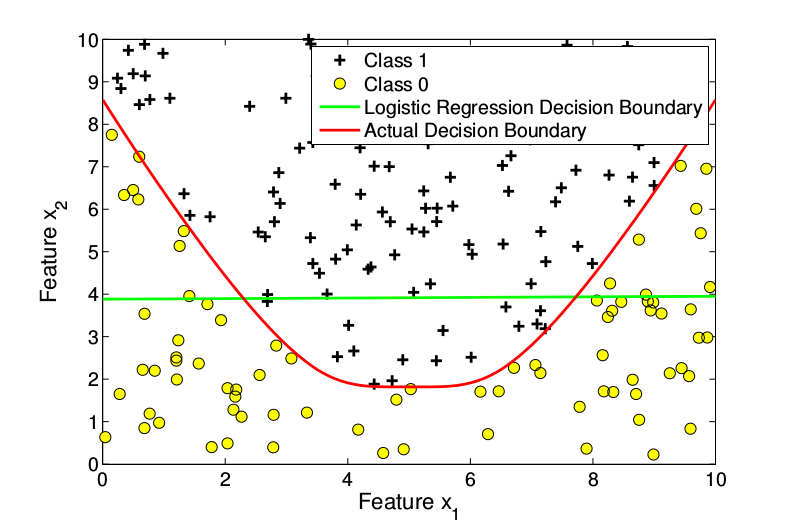 10
9
8
7
6
5
4
3
2
1
0
0 2 4 6 8 10
Feature x2
Feature x1
Class 1
Class 0
Logistic Regression Decision Boundary
Actual Decision Boundary